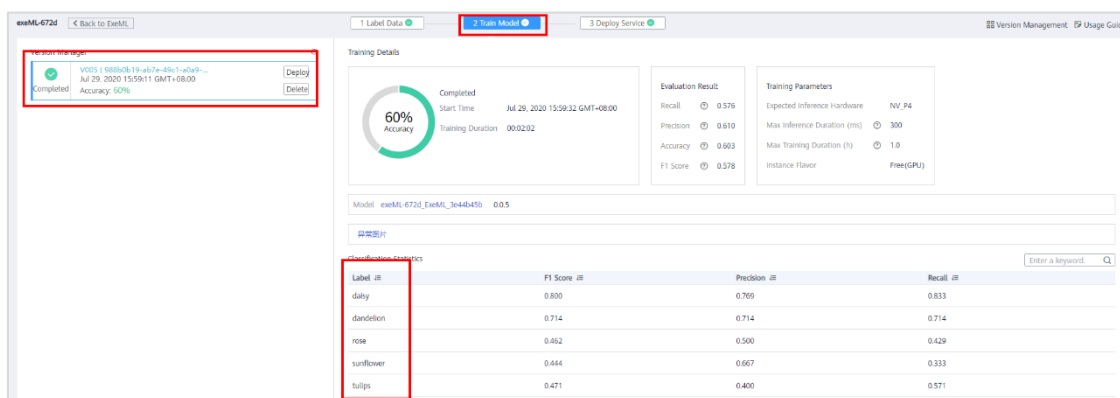 exeML-672d < Back to ExeML 1 Label Data 2 Train Model 3 Deploy Service Version Management Usage Guid
Version Manager
Completed
V005 ( 988b0b19-ab7e-49c1-a0a9-...
Jul 29, 2020 15:59:11 GMT+08:00
Accuracy: 60%
Deploy
Delete
Training Details
60%
Accuracy
Completed
Start Time Jul 29, 2020 15:59:32 GMT+08:00
Training Duration 00:02:02
Evaluation Result
Recall 0.576
Precision 0.610
Accuracy 0.603
F1 Score 0.578
Training Parameters
Expected Inference Hardware NV_P4
Max Inference Duration (ms) 300
Max Training Duration (h) 1.0
Instance Flavor Free(GPU)
Model exeML-672d_ExeML_3e44b45b 0.0.5
异常图片
Classification Statistics
Enter a keyword.
Label F1 Score Precision Recall
daisy 0.800 0.769 0.833
dandelion 0.714 0.714 0.714
rose 0.462 0.500 0.429
sunflower 0.444 0.667 0.333
tulips 0.471 0.400 0.571